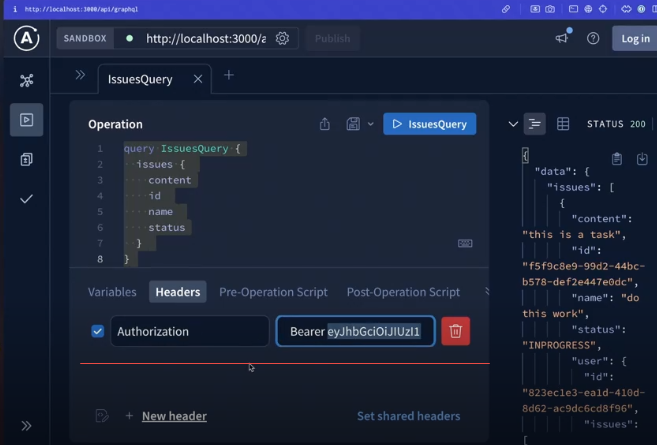 http://localhost:3000/api/graphql
SANDBOX
http://localhost:3000/a
Publish
Log in
IssuesQuery
Operation
IssuesQuery
1 query IssuesQuery {
2 issues {
3 content
4 id
5 name
6 status
7 }
8 }
Variables
Headers
Pre-Operation Script
Post-Operation Script
Authorization
Bearer eyJhbGciOiJIUzI1
+ New header
Set shared headers
STATUS 200
{
"data": {
"issues": [
{
"content":
"this is a task",
"id":
"f5f9c8e9-99d2-44bc-
b578-def2e447e0dc",
"name": "do
this work",
"status":
"INPROGRESS",
"user": {
"id":
"823ec1e3-ea1d-410d-
8d62-ac9dc6cd8f96",
"issues":
[